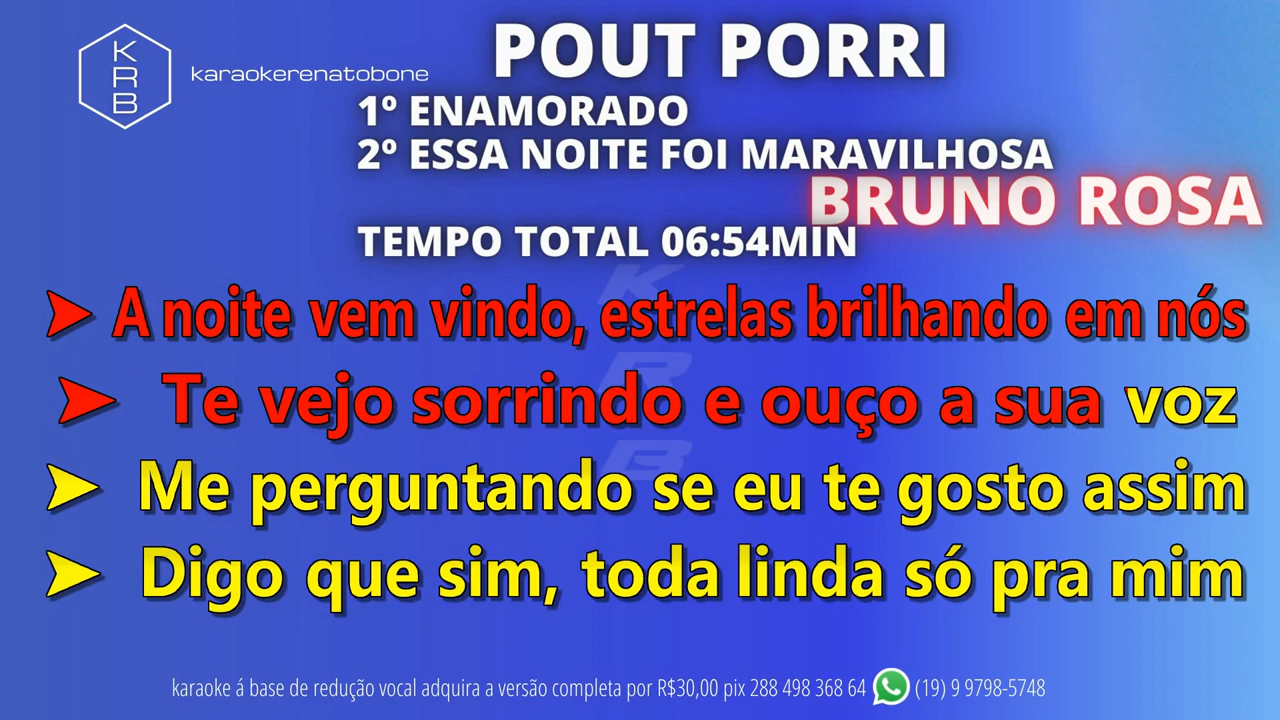 KRB
karaokerenatobone
POUT PORRI
1º ENAMORADO
2º ESSA NOITE FOI MARAVILHOSA
BRUNO ROSA
TEMPO TOTAL 06:54MIN
KRB
➤ A noite vem vindo, estrelas brilhando em nós
➤ Te vejo sorrindo e ouço a sua voz
➤ Me perguntando se eu te gosto assim
➤ Digo que sim, toda linda só pra mim
karaoke á base de redução vocal adquira a versão completa por R$30,00 pix 288 498 368 64 (19) 9 9798-5748